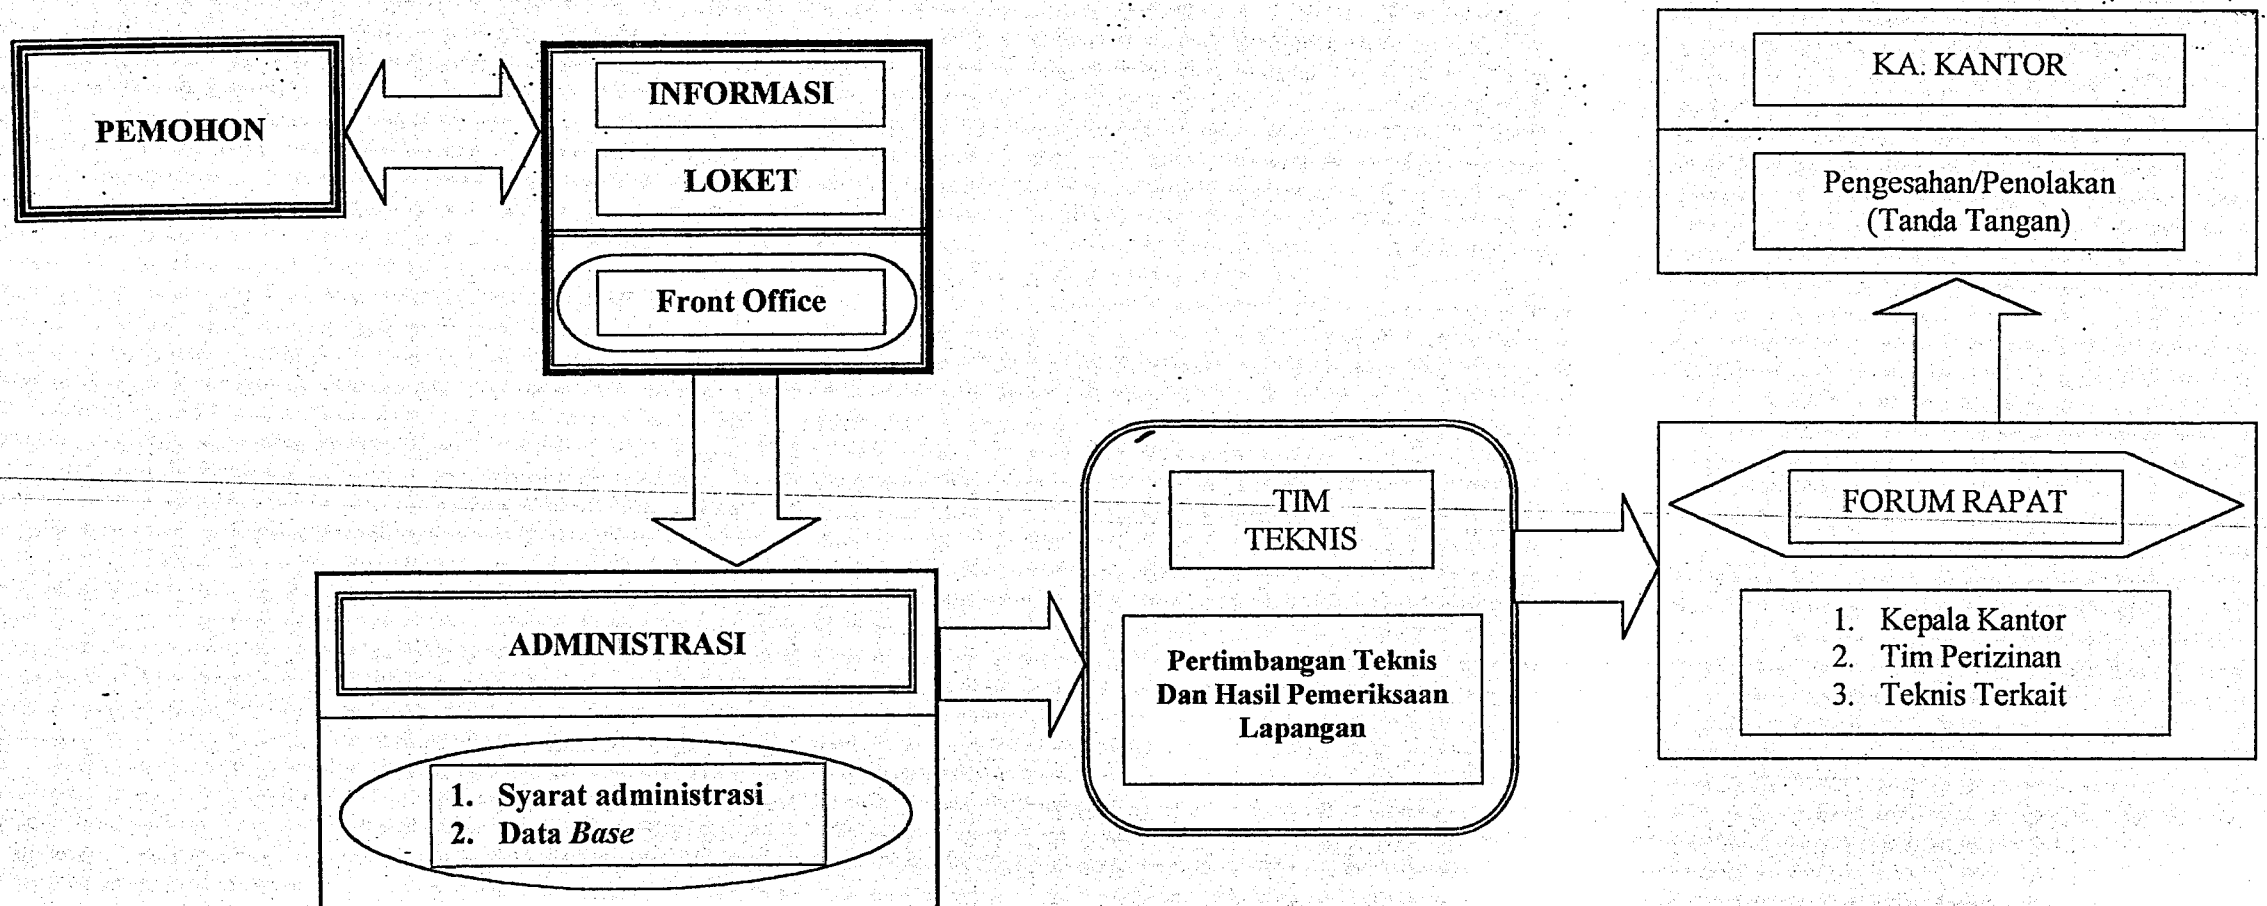 PEMOHON
INFORMASI
LOKET
Front Office
ADMINISTRASI
1. Syarat administrasi
2. Data Base
TIM
TEKNIS
Pertimbangan Teknis
Dan Hasil Pemeriksaan
Lapangan
FORUM RAPAT
1. Kepala Kantor
2. Tim Perizinan
3. Teknis Terkait
KA. KANTOR
Pengesahan/Penolakan
(Tanda Tangan)